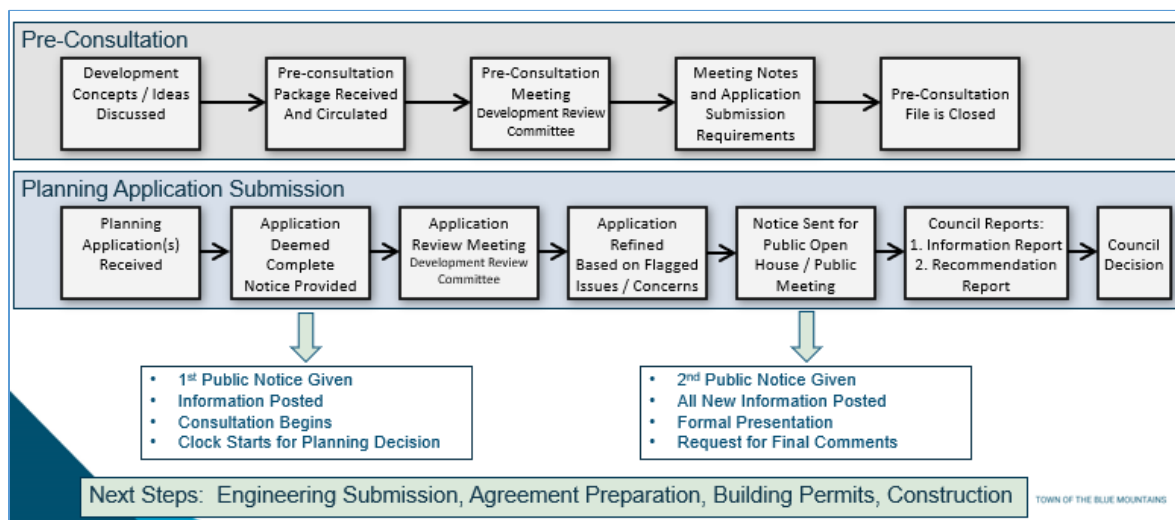 Pre-Consultation
Development
Concepts / Ideas
Discussed
Pre-consultation
Package Received
And Circulated
Pre-Consultation
Meeting
Development Review
Committee
Meeting Notes
and Application
Submission
Requirements
Pre-Consultation
File is Closed
Planning Application Submission
Planning
Application(s)
Received
Application
Deemed
Complete
Notice Provided
Application
Review Meeting
Development Review
Committee
Application
Refined
Based on Flagged
Issues / Concerns
Notice Sent for
Public Open
House / Public
Meeting
Council Reports:
1. Information Report
2. Recommendation
Report
Council
Decision
• 1st Public Notice Given
• Information Posted
• Consultation Begins
• Clock Starts for Planning Decision
• 2nd Public Notice Given
• All New Information Posted
• Formal Presentation
• Request for Final Comments
Next Steps: Engineering Submission, Agreement Preparation, Building Permits, Construction
TOWN OF THE BLUE MOUNTAINS